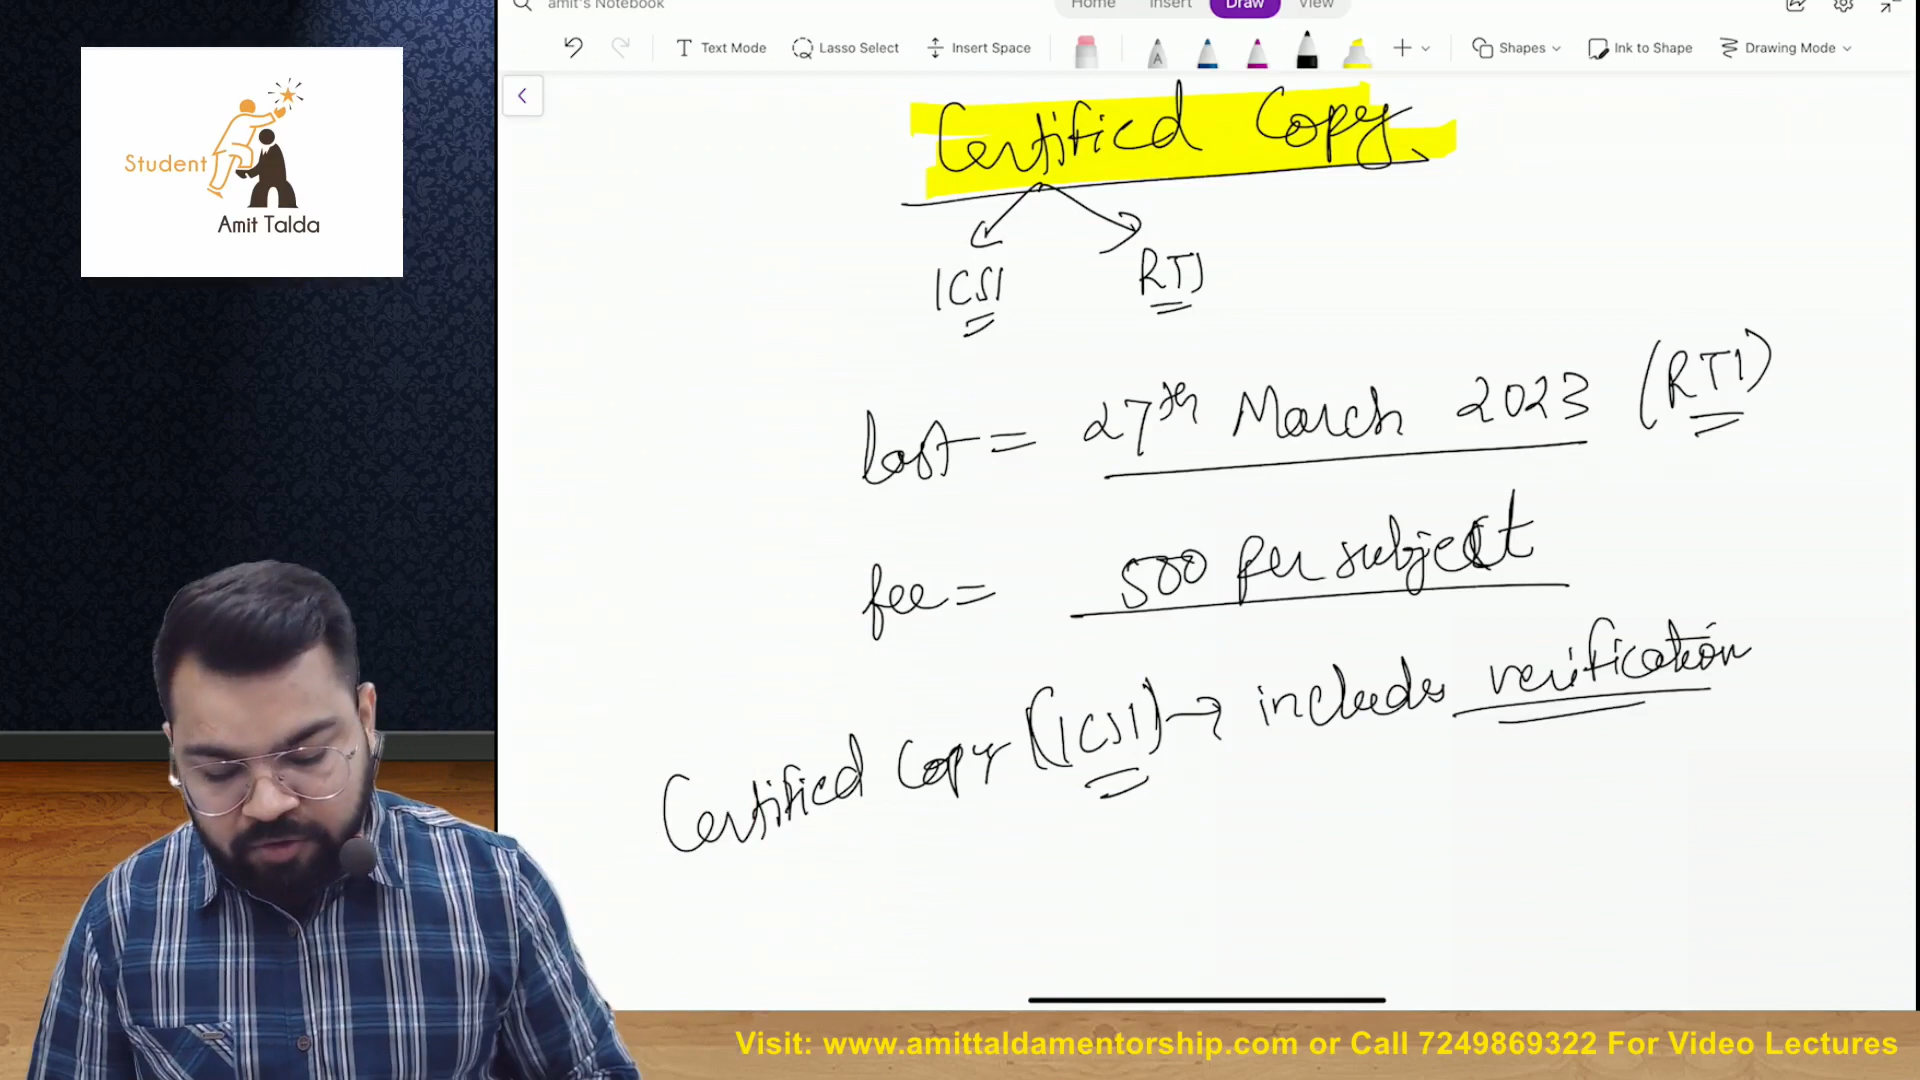 amit's Notebook
Home Insert Draw View
Text Mode Lasso Select Insert Space Shapes Ink to Shape Drawing Mode
A
Student
Amit Talda
Certified Copy
ICSI RTI
last = 27th March 2023 (RTI)
fee = 500 per subject
Certified Copy (ICSI) → includes verification
Visit: www.amittaldamentorship.com or Call 7249869322 For Video Lectures